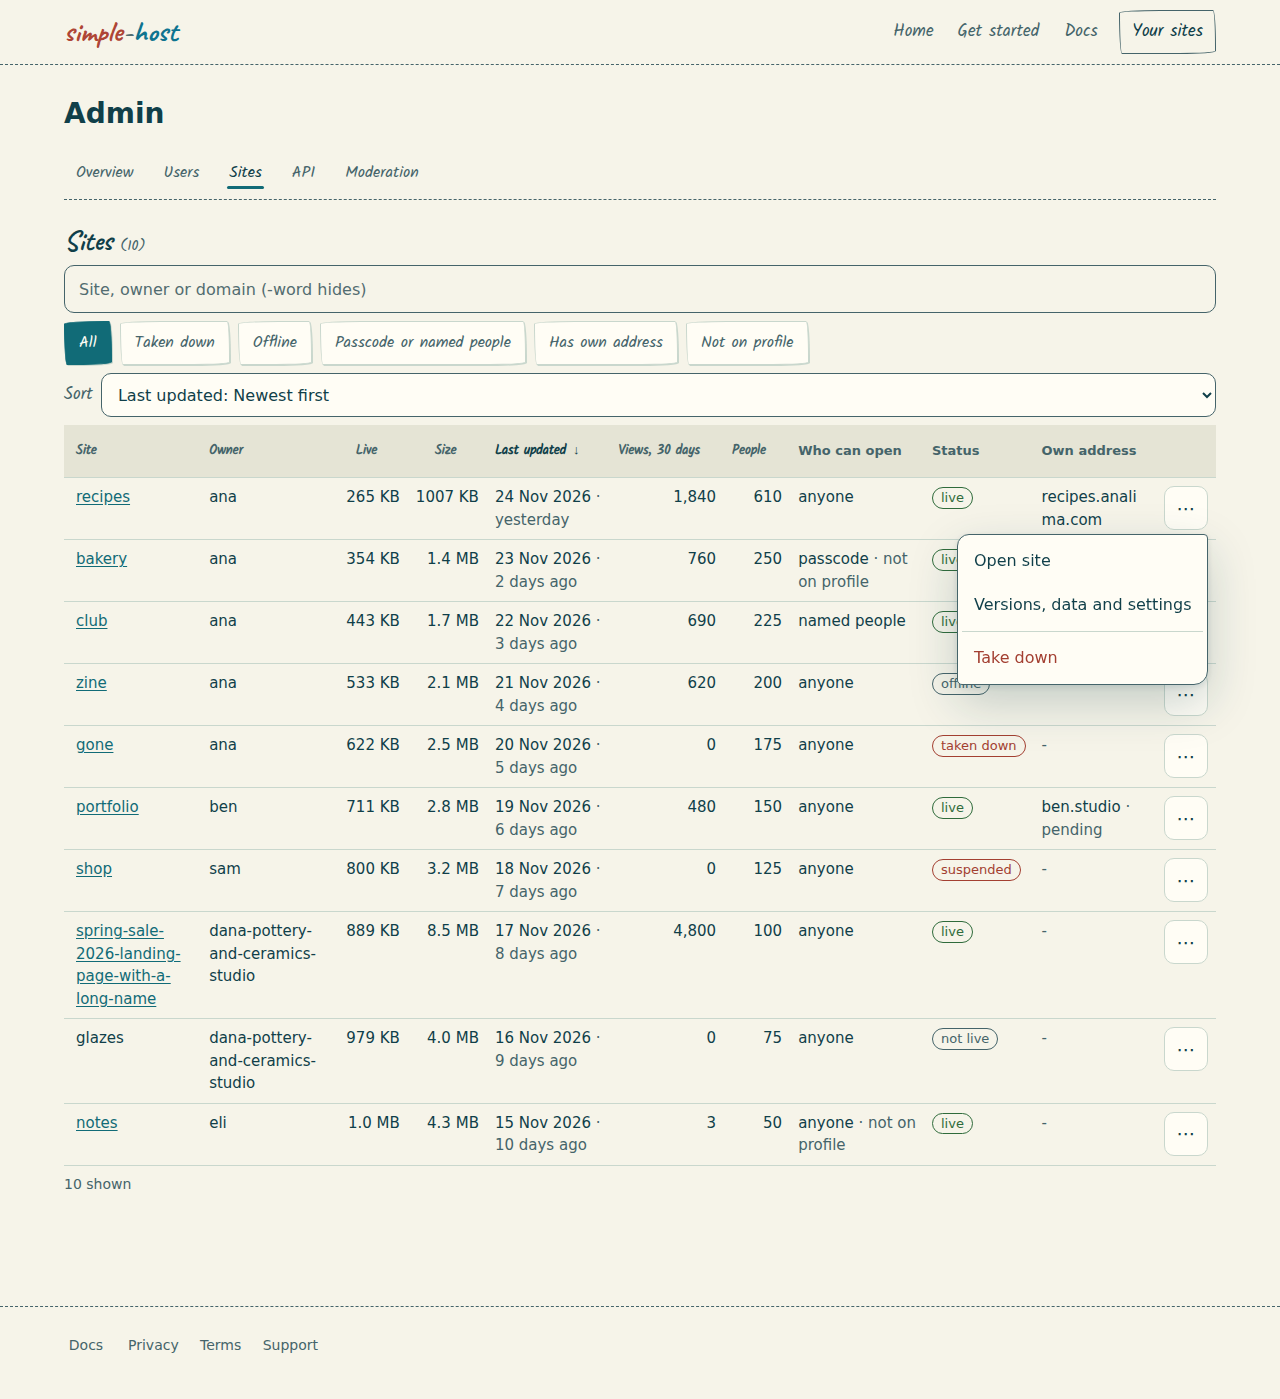 simple-host
Home Get started Docs Your sites
Admin
Overview Users Sites API Moderation
Sites (10)
Site, owner or domain (-word hides)
All Taken down Offline Passcode or named people Has own address Not on profile
Sort Last updated: Newest first
Site Owner Live Size Last updated ↓ Views, 30 days People Who can open Status Own address
recipes ana 265 KB 1007 KB 24 Nov 2026 · 1,840 610 anyone live recipes.anali ⋯
yesterday ma.com
bakery ana 354 KB 1.4 MB 23 Nov 2026 · 760 250 passcode · not
2 days ago on profile
club ana 443 KB 1.7 MB 22 Nov 2026 · 690 225 named people
3 days ago
zine ana 533 KB 2.1 MB 21 Nov 2026 · 620 200 anyone offline ⋯
4 days ago
Open site
Versions, data and settings
Take down
gone ana 622 KB 2.5 MB 20 Nov 2026 · 0 175 anyone taken down - ⋯
5 days ago
portfolio ben 711 KB 2.8 MB 19 Nov 2026 · 480 150 anyone live ben.studio · ⋯
6 days ago pending
shop sam 800 KB 3.2 MB 18 Nov 2026 · 0 125 anyone suspended - ⋯
7 days ago
spring-sale- dana-pottery- 889 KB 8.5 MB 17 Nov 2026 · 4,800 100 anyone live - ⋯
2026-landing- and-ceramics- 8 days ago
page-with-a- studio
long-name
glazes dana-pottery- 979 KB 4.0 MB 16 Nov 2026 · 0 75 anyone not live - ⋯
and-ceramics- 9 days ago
studio
notes eli 1.0 MB 4.3 MB 15 Nov 2026 · 3 50 anyone · not on live - ⋯
10 days ago profile
10 shown
Docs Privacy Terms Support